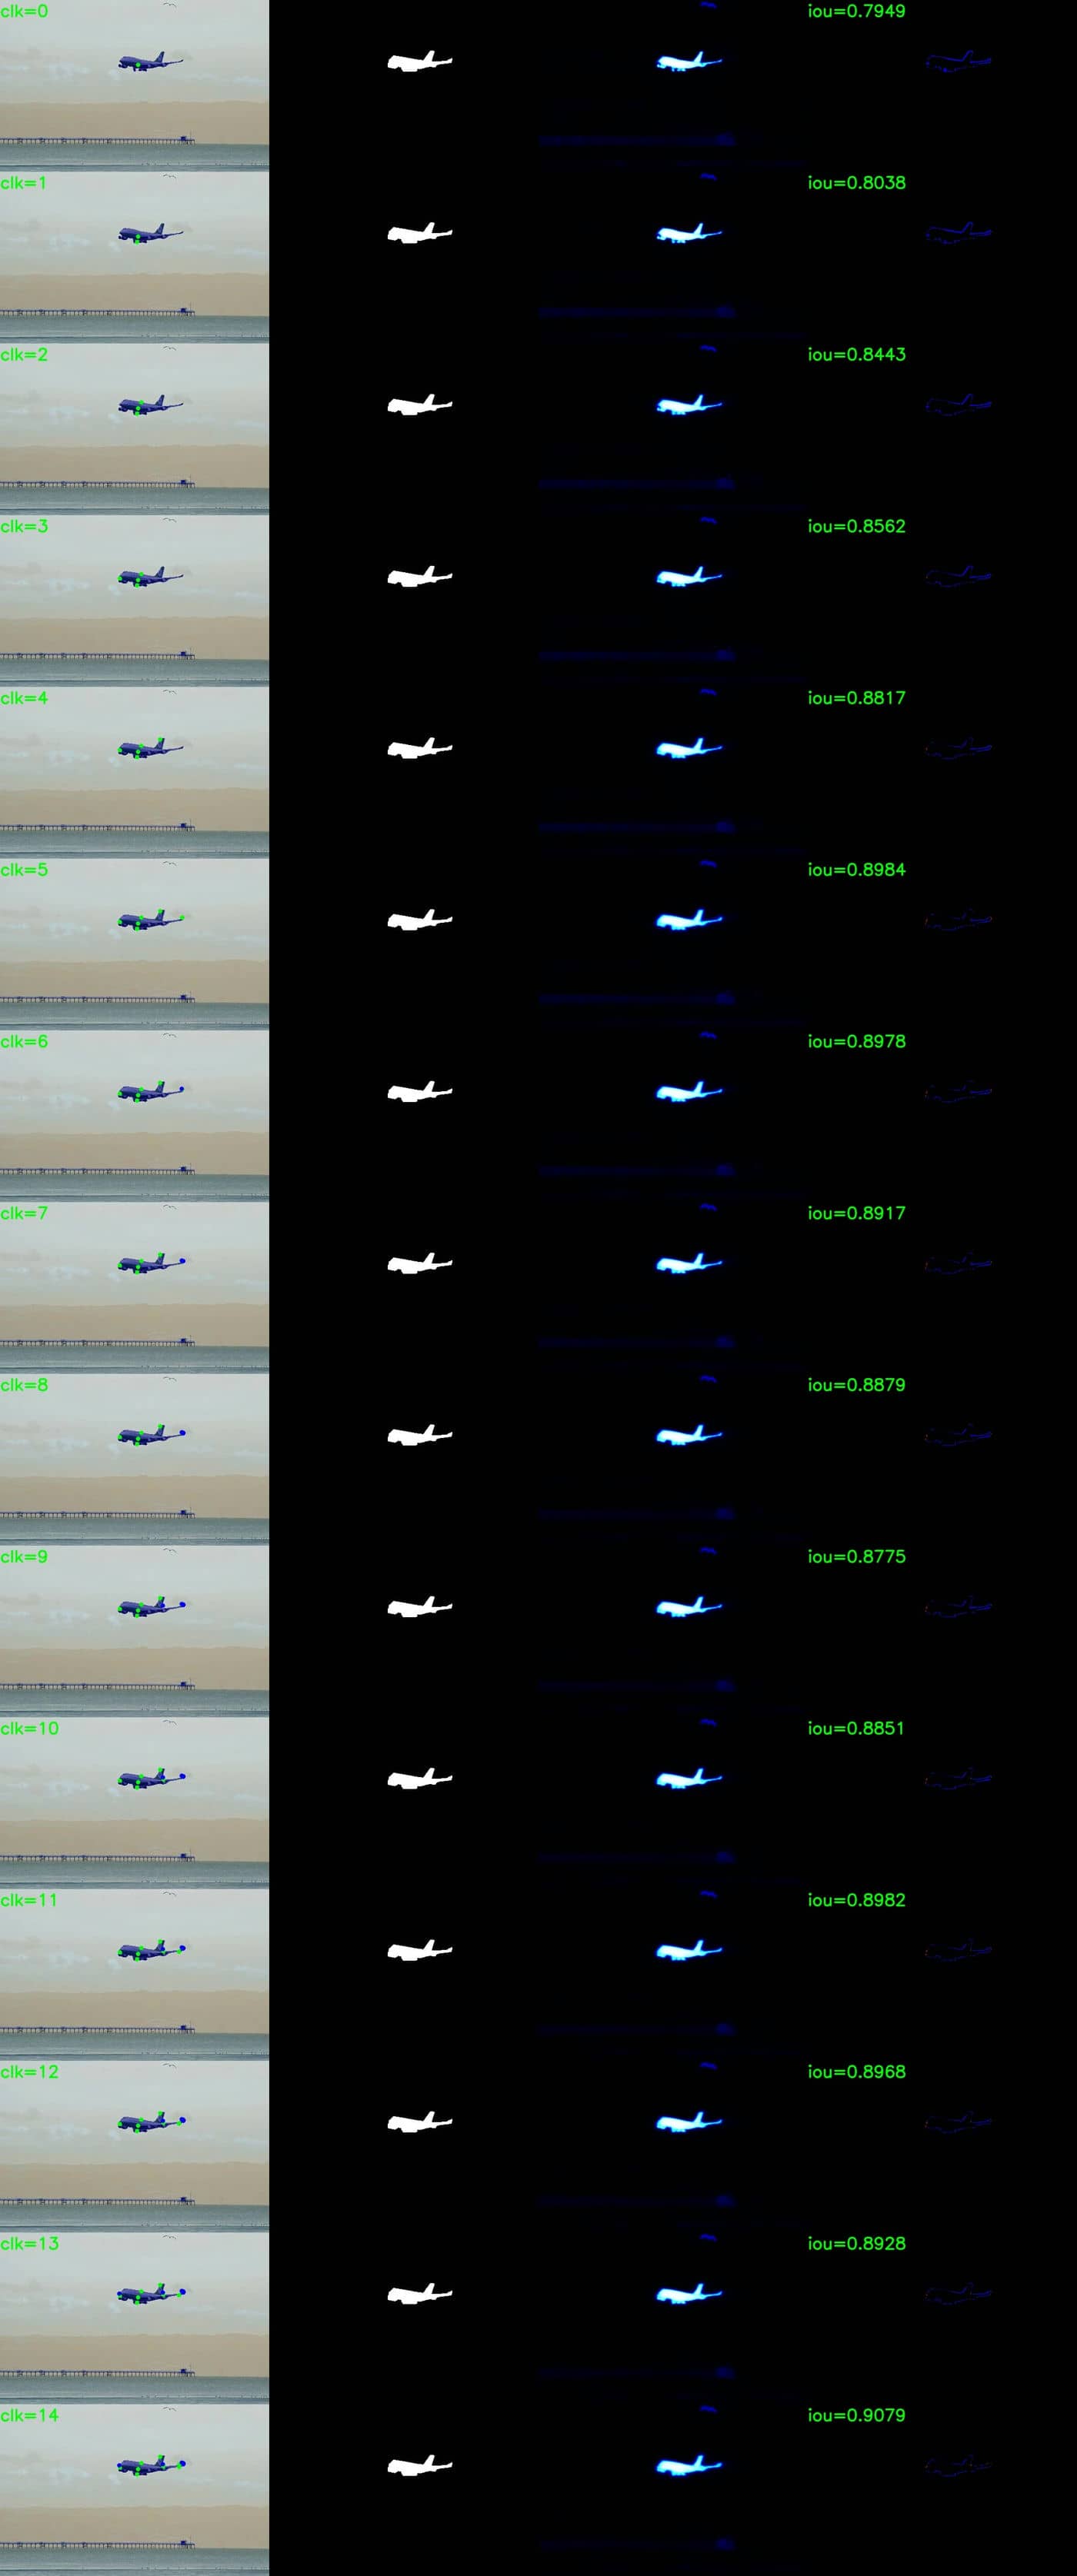 clk=0 iou=0.7949
clk=1 iou=0.8038
clk=2 iou=0.8443
clk=3 iou=0.8562
clk=4 iou=0.8817
clk=5 iou=0.8984
clk=6 iou=0.8978
clk=7 iou=0.8917
clk=8 iou=0.8879
clk=9 iou=0.8775
clk=10 iou=0.8851
clk=11 iou=0.8982
clk=12 iou=0.8968
clk=13 iou=0.8928
clk=14 iou=0.9079